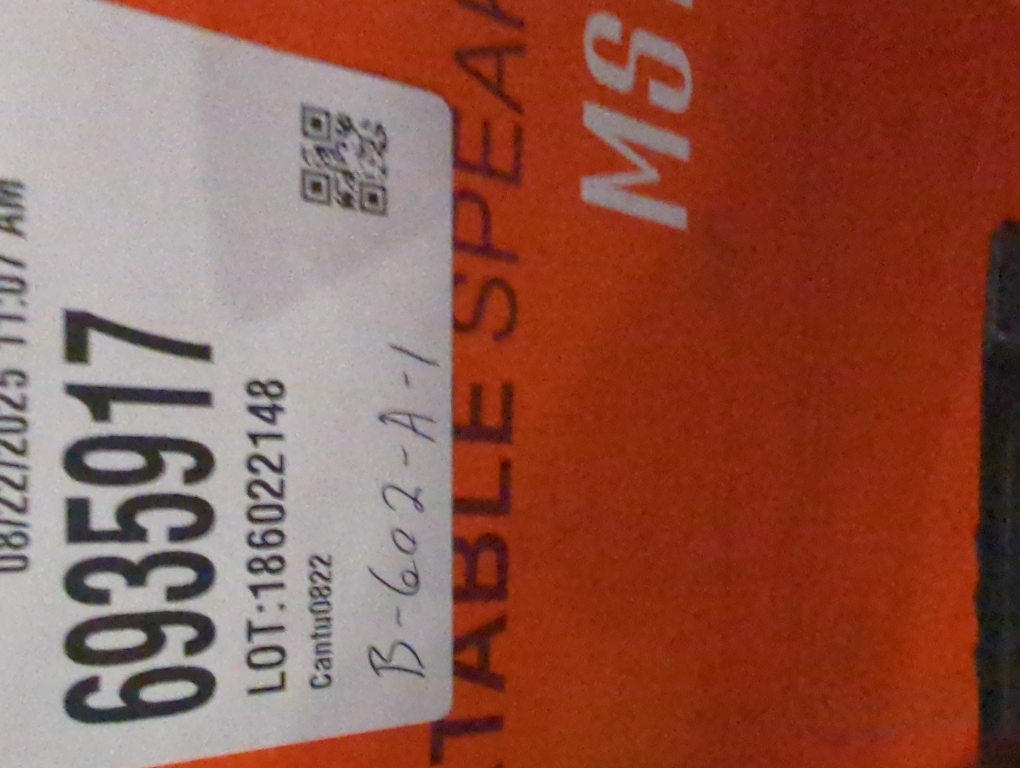 08/22/2025 11:07 AM
6935917
LOT:186022148
Cantu0822
B-602-A-1
TABLE SPEA
MS